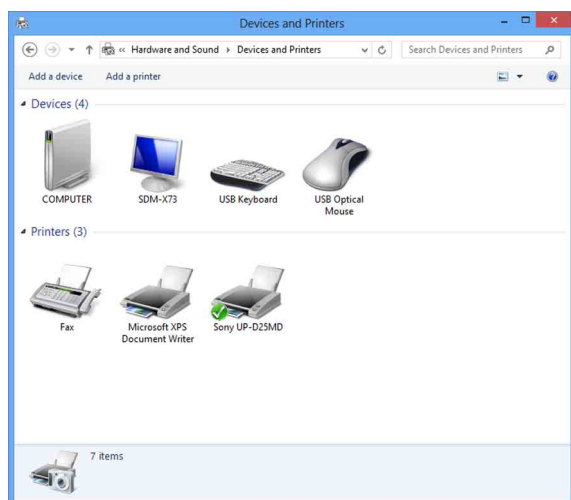 Devices and Printers
« Hardware and Sound Devices and Printers
Search Devices and Printers
Add a device Add a printer
Devices (4)
COMPUTER SDM-X73 USB Keyboard USB Optical
Mouse
Printers (3)
Fax Microsoft XPS Sony UP-D25MD
Document Writer
7 items